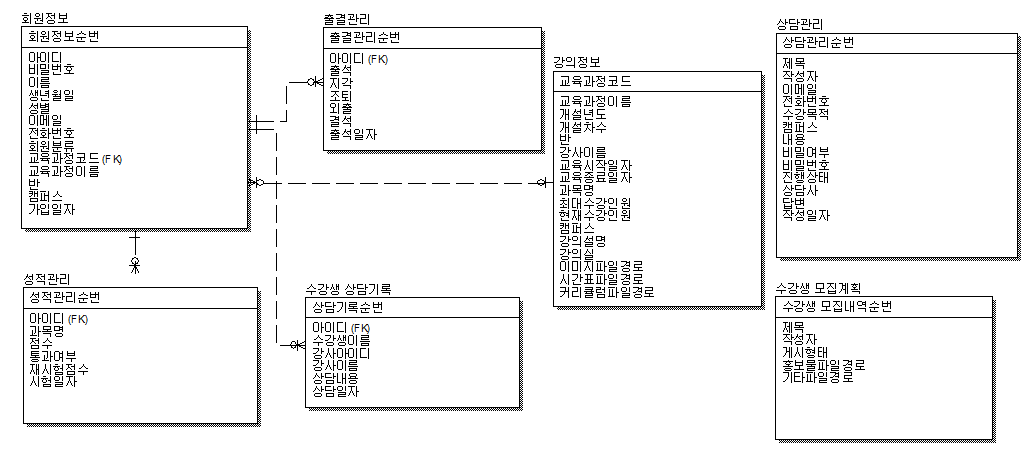 회원정보
회원정보순번
아이디
비밀번호
이름
생년월일
성별
이메일
전화번호
회원분류
교육과정코드(FK)
교육과정이름
반
캠퍼스
가입일자
출결관리
출결관리순번
아이디 (FK)
출석
지각
조퇴
외출
결석
출석일자
강의정보
교육과정코드
교육과정이름
개설년도
개설차수
반
강사이름
교육시작일자
교육종료일자
과목명
최대수강인원
현재수강인원
캠퍼스
강의설명
강의실
이미지파일경로
시간표파일경로
커리큘럼파일경로
상담관리
상담관리순번
제목
작성자
이메일
전화번호
수강목적
캠퍼스
내용
비밀여부
비밀번호
진행상태
상담사
답변
작성일자
성적관리
성적관리순번
아이디 (FK)
과목명
점수
통과여부
재시험점수
시험일자
수강생 상담기록
상담기록순번
아이디 (FK)
수강생이름
강사아이디
강사이름
상담내용
상담일자
수강생 모집계획
수강생 모집내역순번
제목
작성자
게시형태
홍보물파일경로
기타파일경로